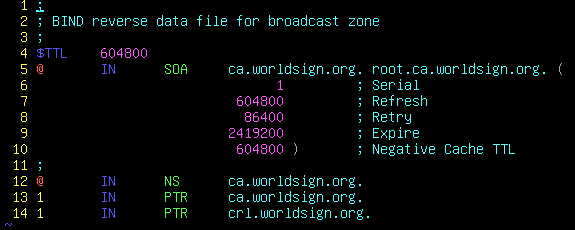 1 ;
2 ; BIND reverse data file for broadcast zone
3 ;
4 $TTL 604800
5 @ IN SOA ca.worldsign.org. root.ca.worldsign.org. (
6 1 ; Serial
7 604800 ; Refresh
8 86400 ; Retry
9 2419200 ; Expire
10 604800 ) ; Negative Cache TTL
11 ;
12 @ IN NS ca.worldsign.org.
13 1 IN PTR ca.worldsign.org.
14 1 IN PTR crl.worldsign.org.
~